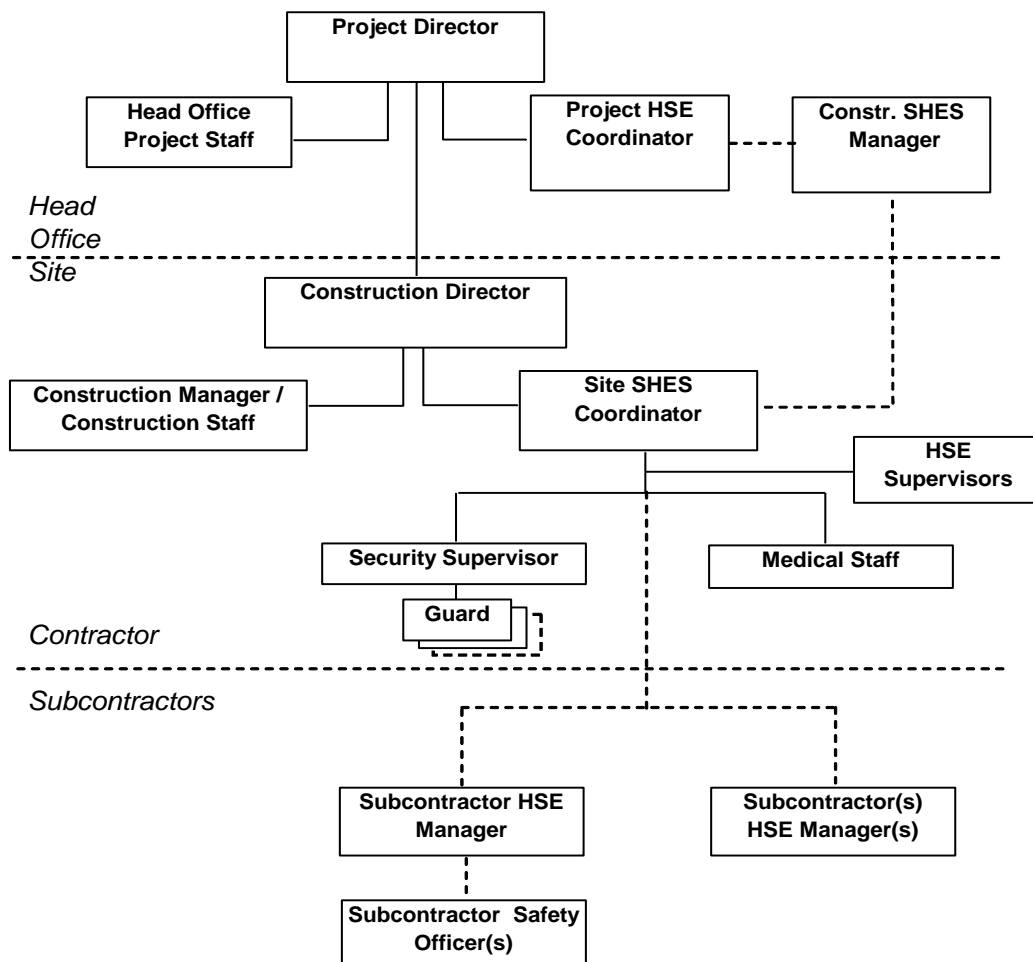 Project Director
Head Office
Project Staff
Project HSE
Coordinator
Constr. SHES
Manager
Head
Office
Site
Construction Director
Construction Manager /
Construction Staff
Site SHES
Coordinator
HSE
Supervisors
Security Supervisor
Medical Staff
Guard
Contractor
Subcontractors
Subcontractor HSE
Manager
Subcontractor(s)
HSE Manager(s)
Subcontractor Safety
Officer(s)